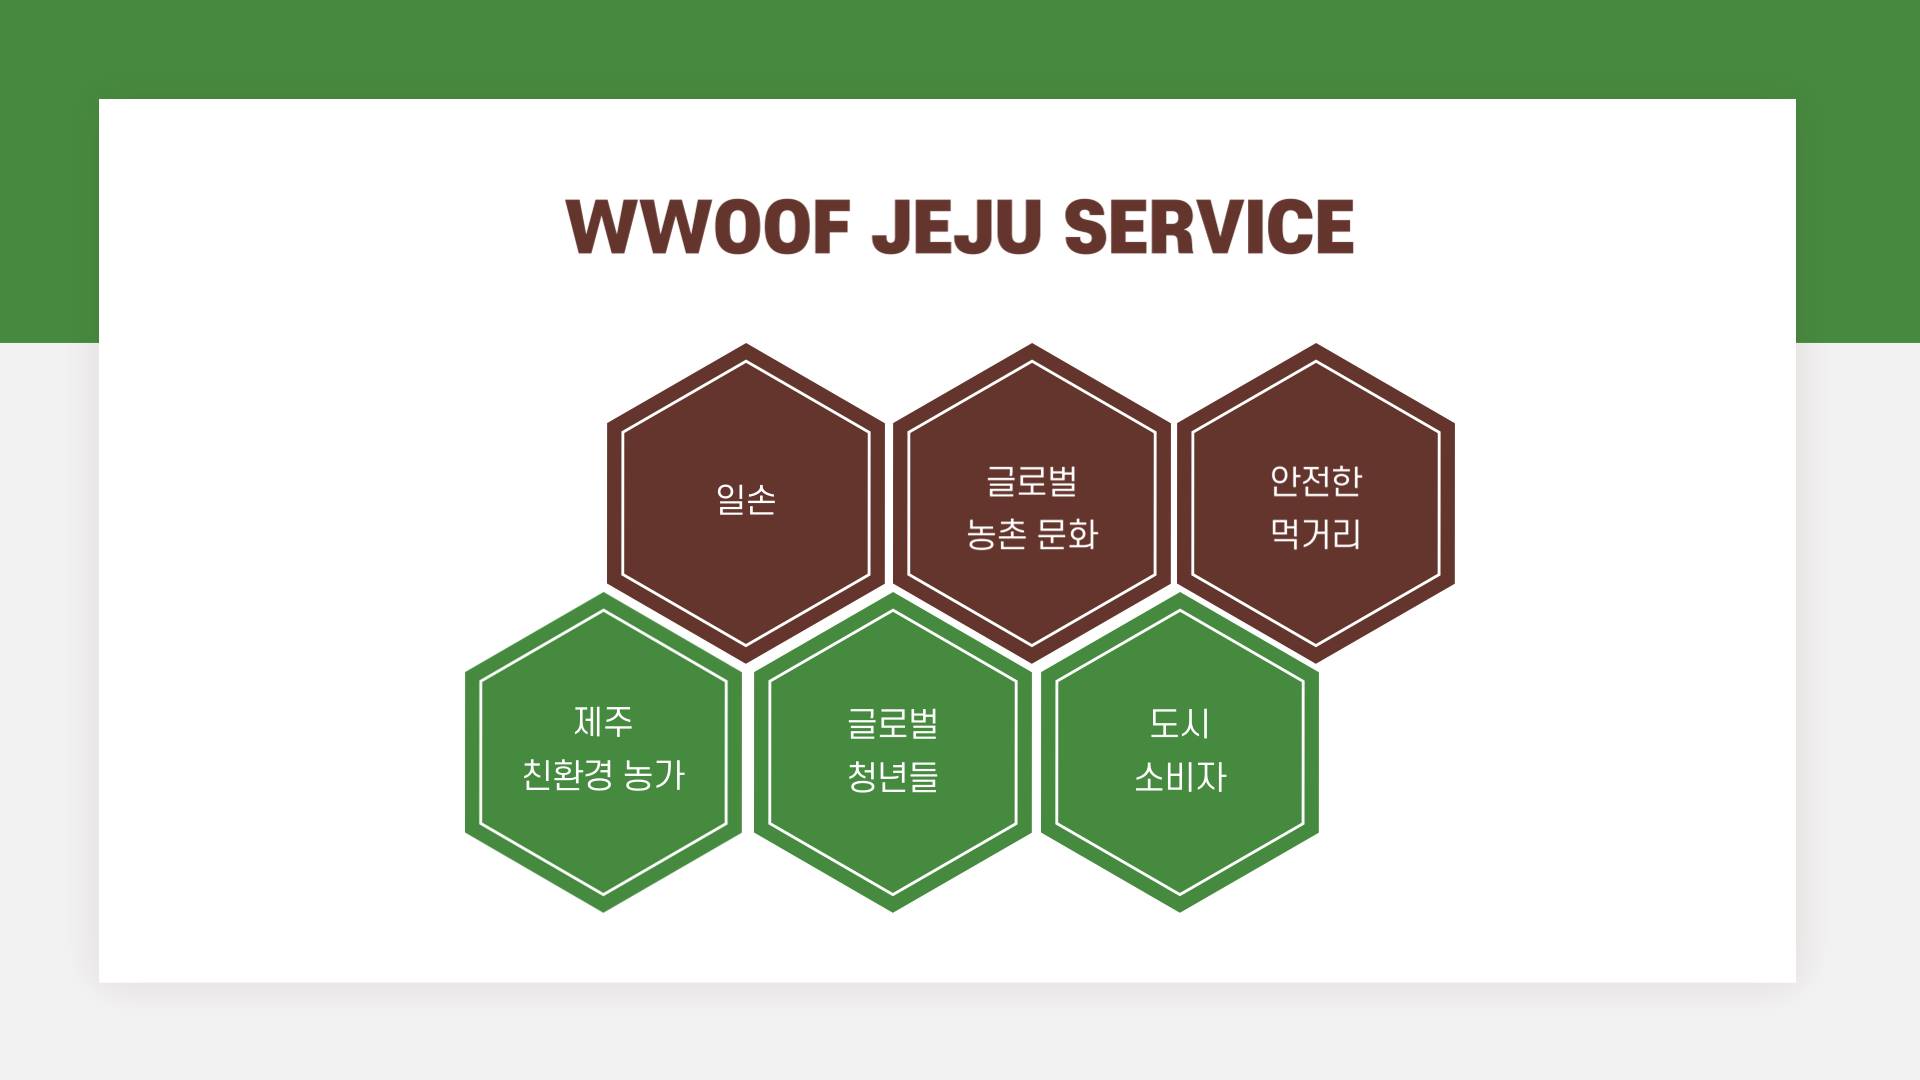 WWOOF JEJU SERVICE
일손
글로벌
농촌 문화
안전한
먹거리
제주
친환경 농가
글로벌
청년들
도시
소비자